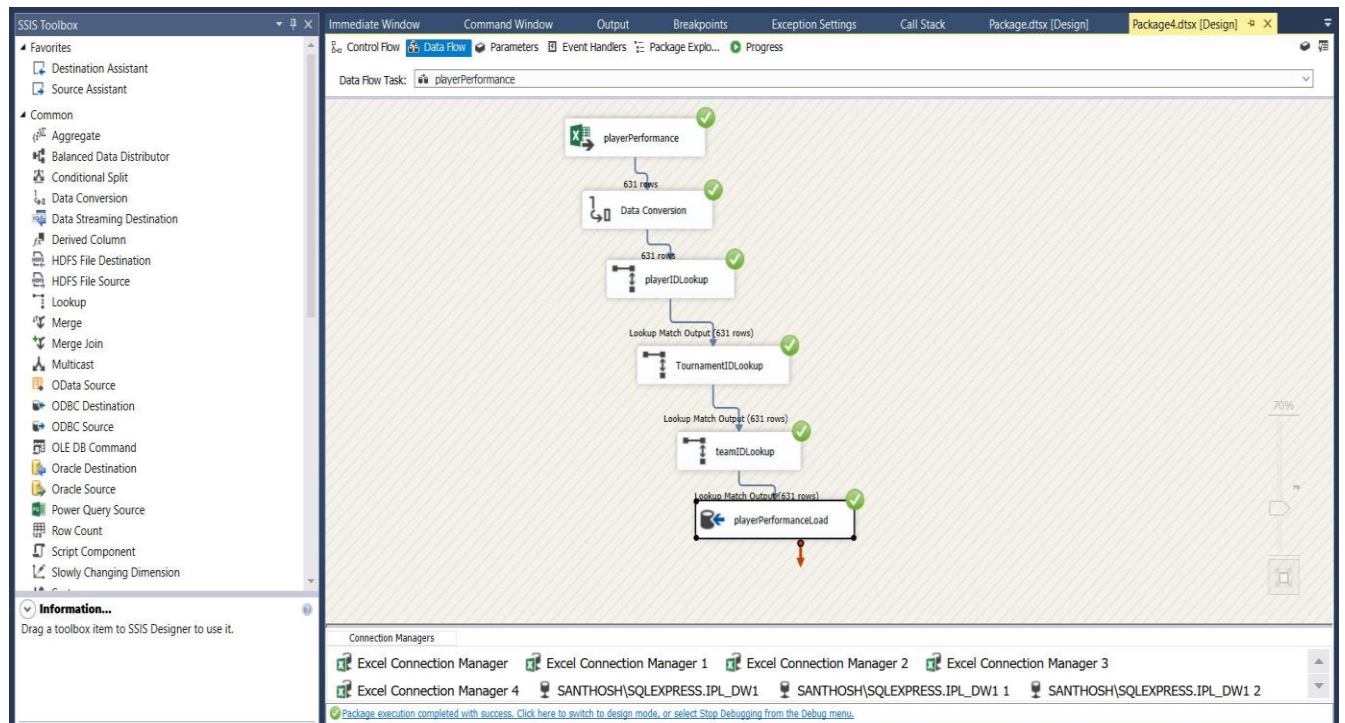 SSIS Toolbox
Favorites
Destination Assistant
Source Assistant
Common
Aggregate
Balanced Data Distributor
Conditional Split
Data Conversion
Data Streaming Destination
Derived Column
HDFS File Destination
HDFS File Source
Lookup
Merge
Merge Join
Multicast
OData Source
ODBC Destination
ODBC Source
OLE DB Command
Oracle Destination
Oracle Source
Power Query Source
Row Count
Script Component
Slowly Changing Dimension
Information...
Drag a toolbox item to SSIS Designer to use it.
Immediate Window Command Window Output Breakpoints Exception Settings Call Stack Package.dtsx [Design] Package4.dtsx [Design]
Control Flow Data Flow Parameters Event Handlers Package Explo... Progress
Data Flow Task: playerPerformance
playerPerformance
631 rows
Data Conversion
631 rows
playerIDLookup
Lookup Match Output (631 rows)
TournamentIDLookup
Lookup Match Output (631 rows)
teamIDLookup
Lookup Match Output (631 rows)
playerPerformanceLoad
70%
Connection Managers
Excel Connection Manager Excel Connection Manager 1 Excel Connection Manager 2 Excel Connection Manager 3
Excel Connection Manager 4 SANTHOSH\SQLEXPRESS.IPL_DW1 SANTHOSH\SQLEXPRESS.IPL_DW1 1 SANTHOSH\SQLEXPRESS.IPL_DW1 2
Package execution completed with success. Click here to switch to design mode, or select Stop Debugging from the Debug menu.